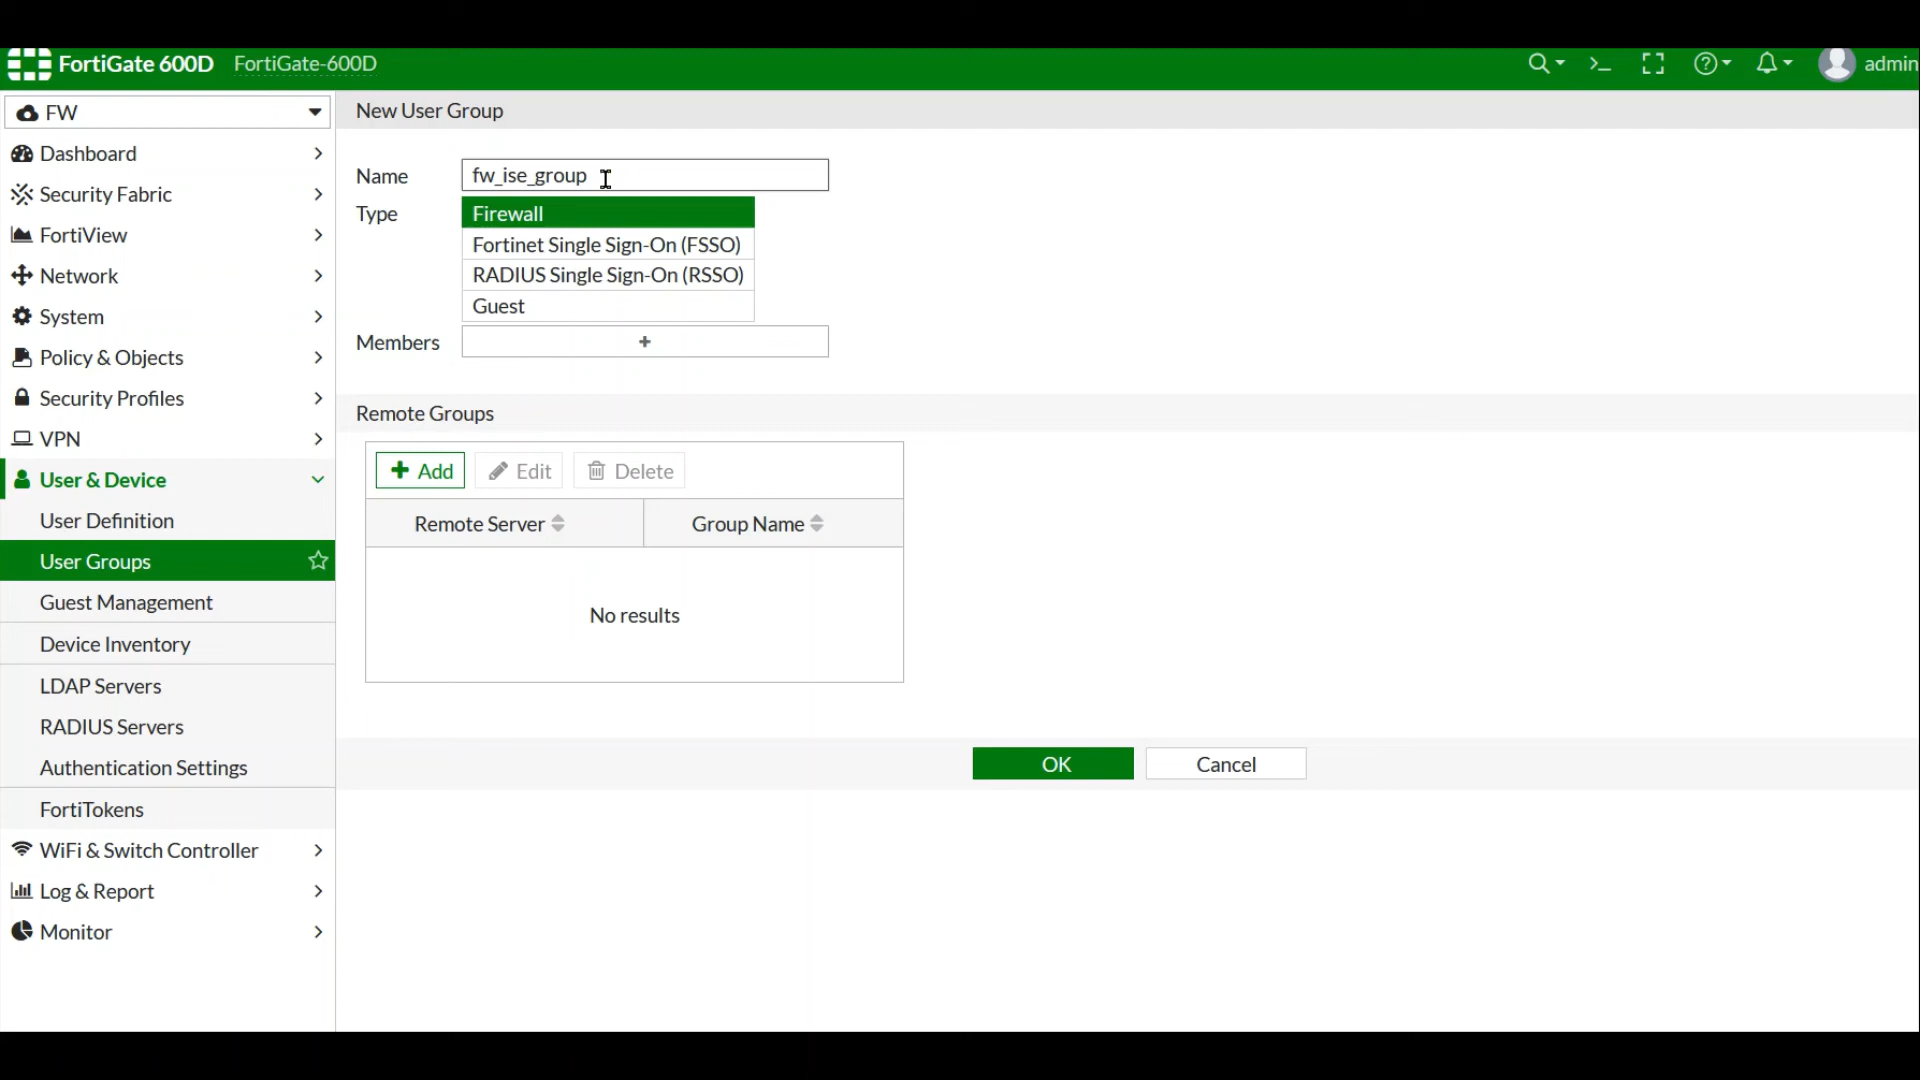 FortiGate 600D FortiGate-600D admin
FW
Dashboard
Security Fabric
FortiView
Network
System
Policy & Objects
Security Profiles
VPN
User & Device
User Definition
User Groups
Guest Management
Device Inventory
LDAP Servers
RADIUS Servers
Authentication Settings
FortiTokens
WiFi & Switch Controller
Log & Report
Monitor
New User Group
Name fw_ise_group
Type Firewall
Fortinet Single Sign-On (FSSO)
RADIUS Single Sign-On (RSSO)
Guest
Members +
Remote Groups
+ Add Edit Delete
Remote Server Group Name
No results
OK Cancel